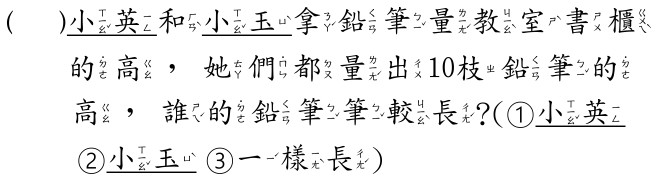 (　　)小英和小玉拿鉛筆量教室書櫃
的高，她們都量出10枝鉛筆的
高，誰的鉛筆筆較長?(①小英
②小玉 ③一樣長)